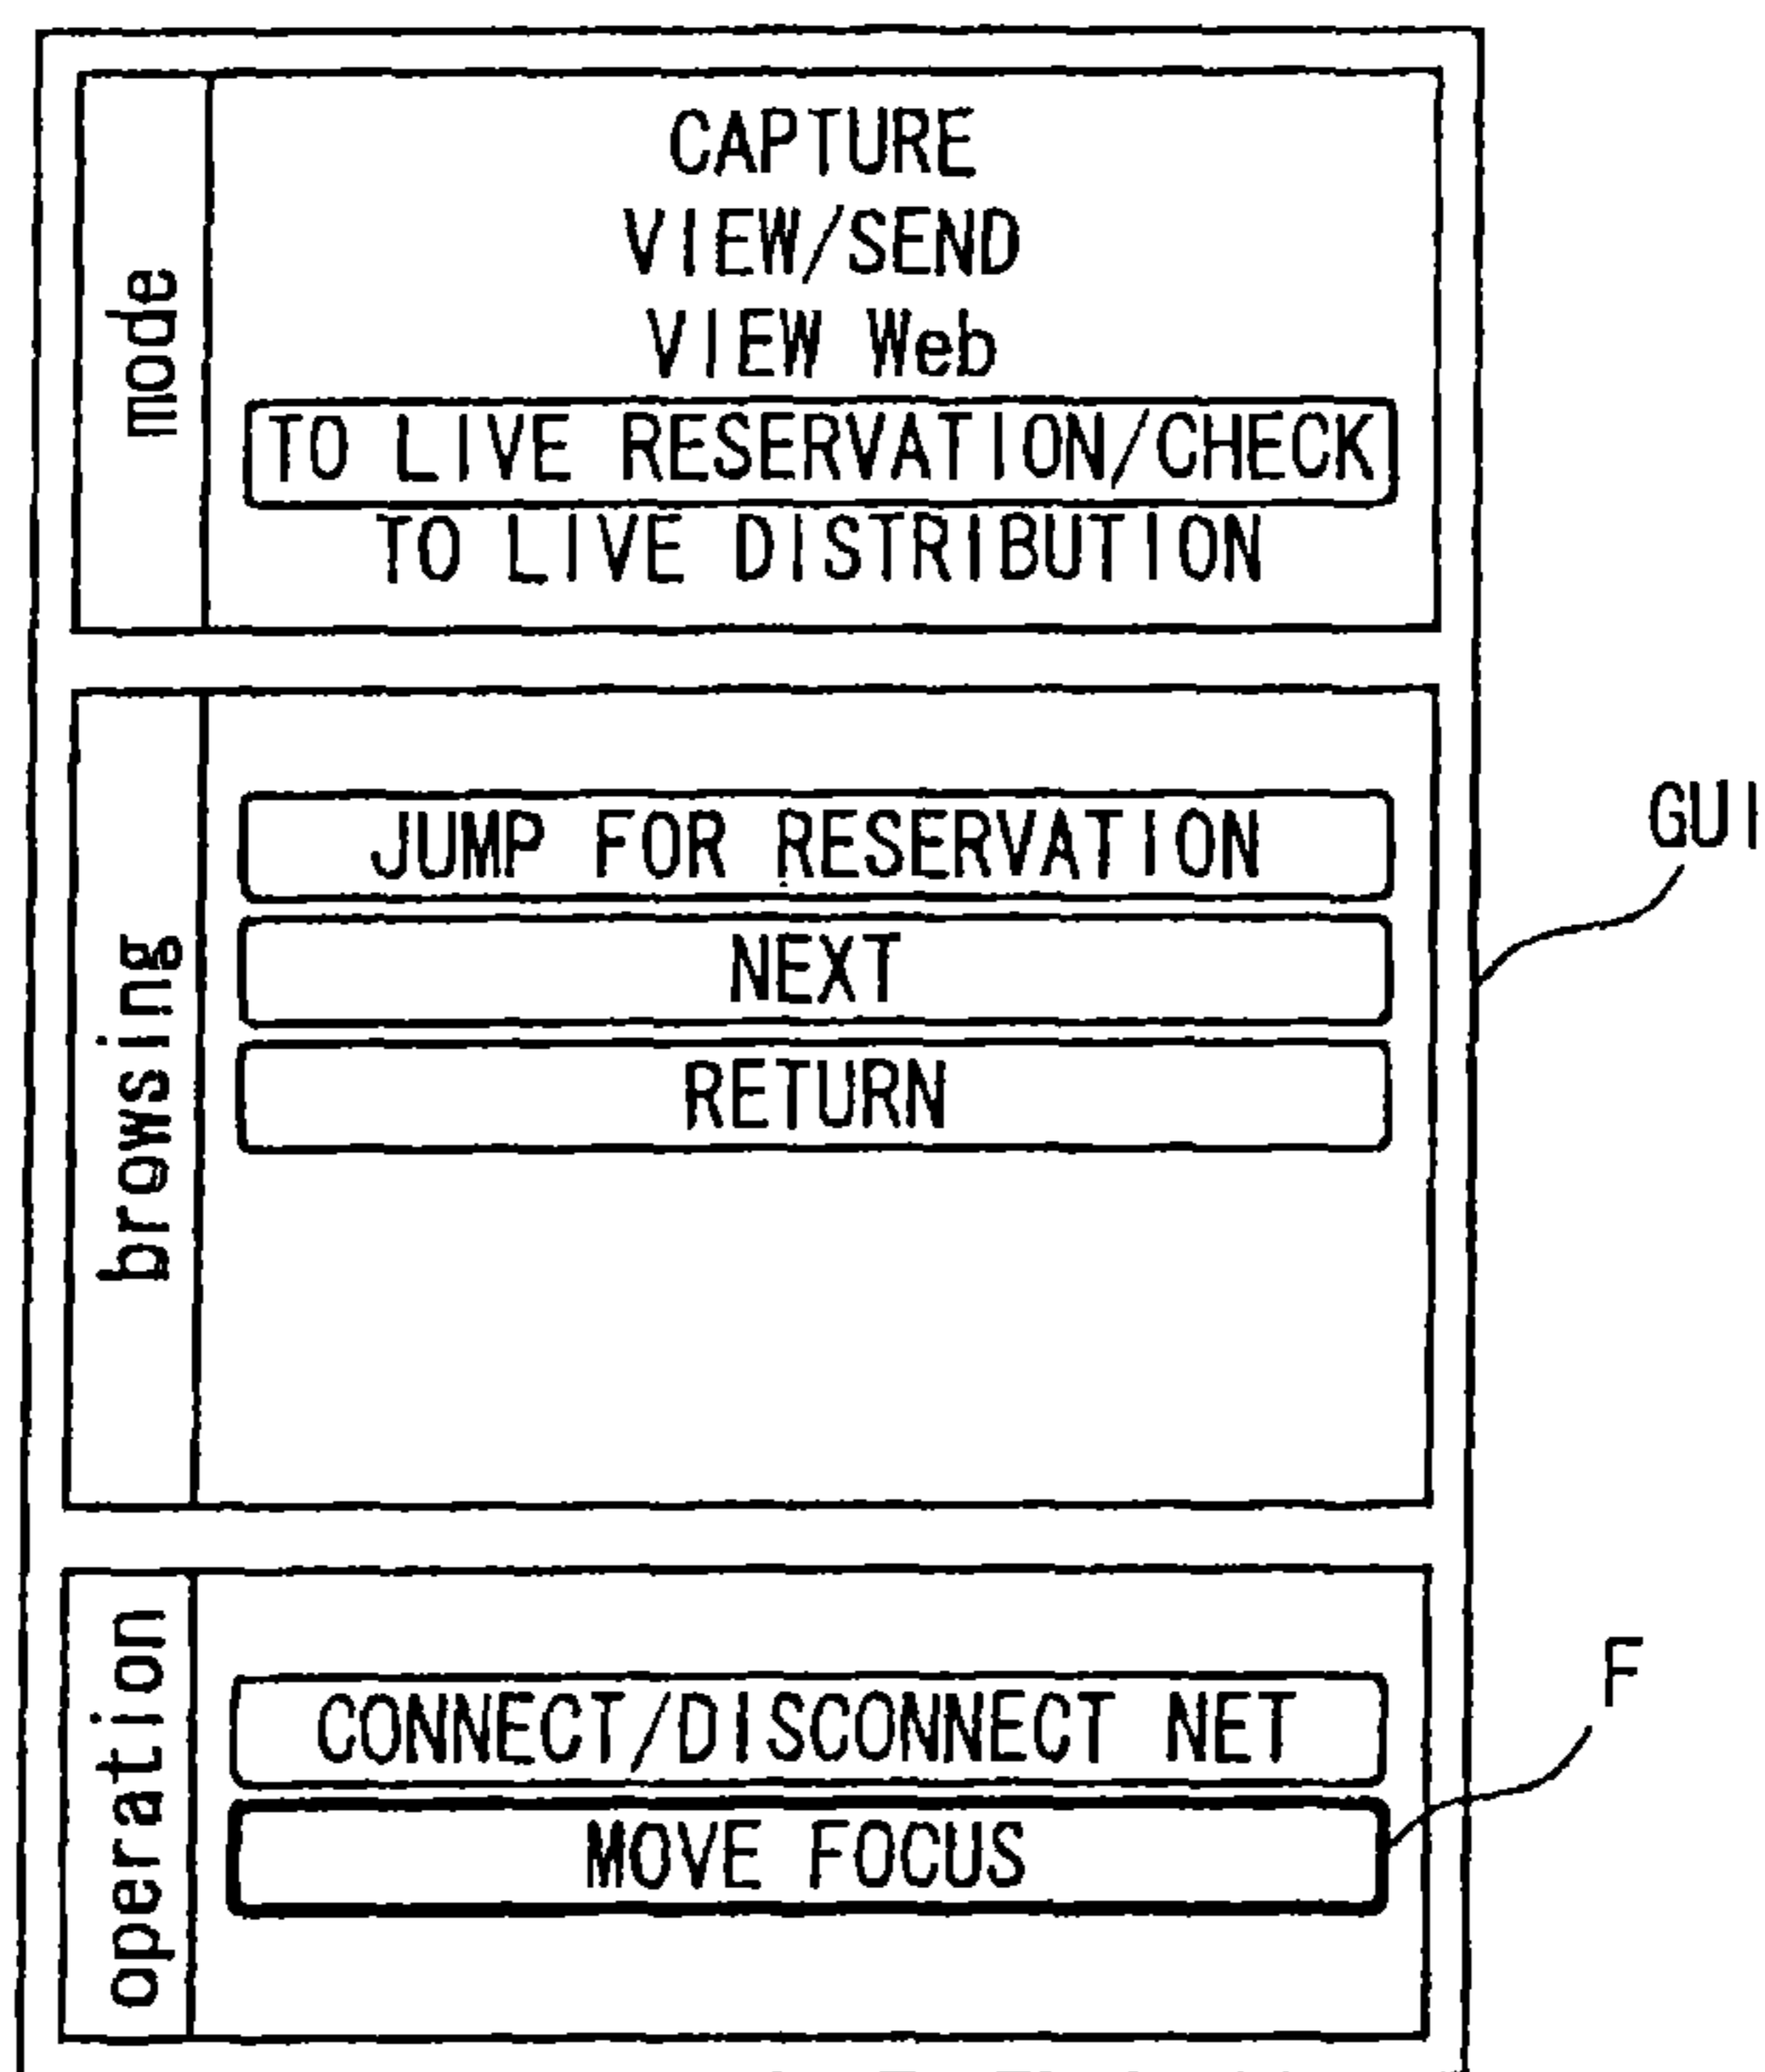 mode
CAPTURE
VIEW/SEND
VIEW Web
TO LIVE RESERVATION/CHECK
TO LIVE DISTRIBUTION
browsing
JUMP FOR RESERVATION
NEXT
RETURN
GUI
operation
CONNECT/DISCONNECT NET
MOVE FOCUS
F